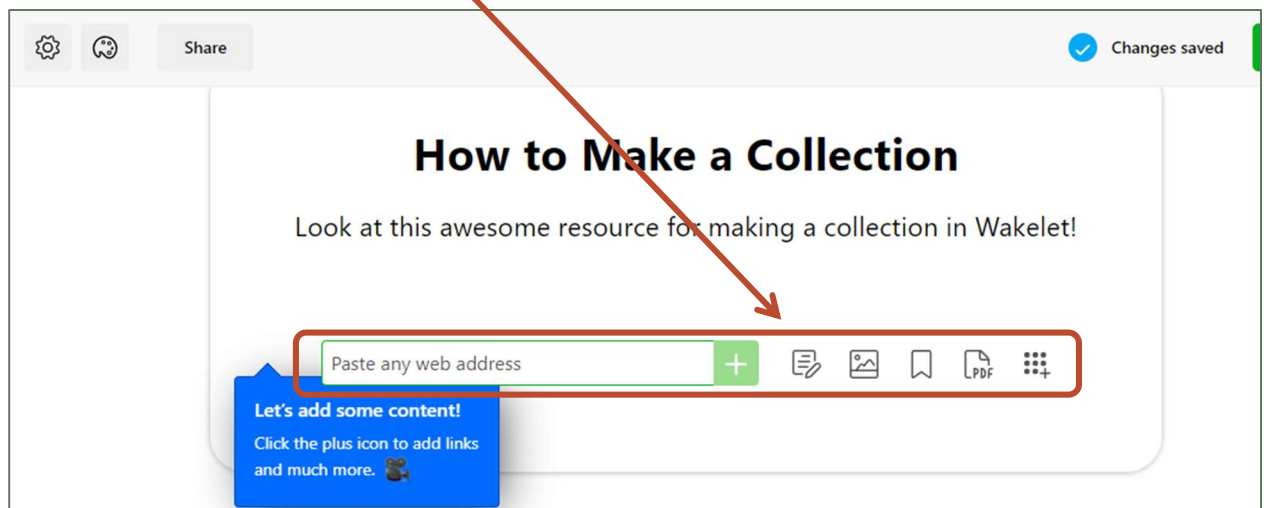 Share
Changes saved
How to Make a Collection
Look at this awesome resource for making a collection in Wakelet!
Paste any web address
PDF
Let's add some content!
Click the plus icon to add links
and much more.